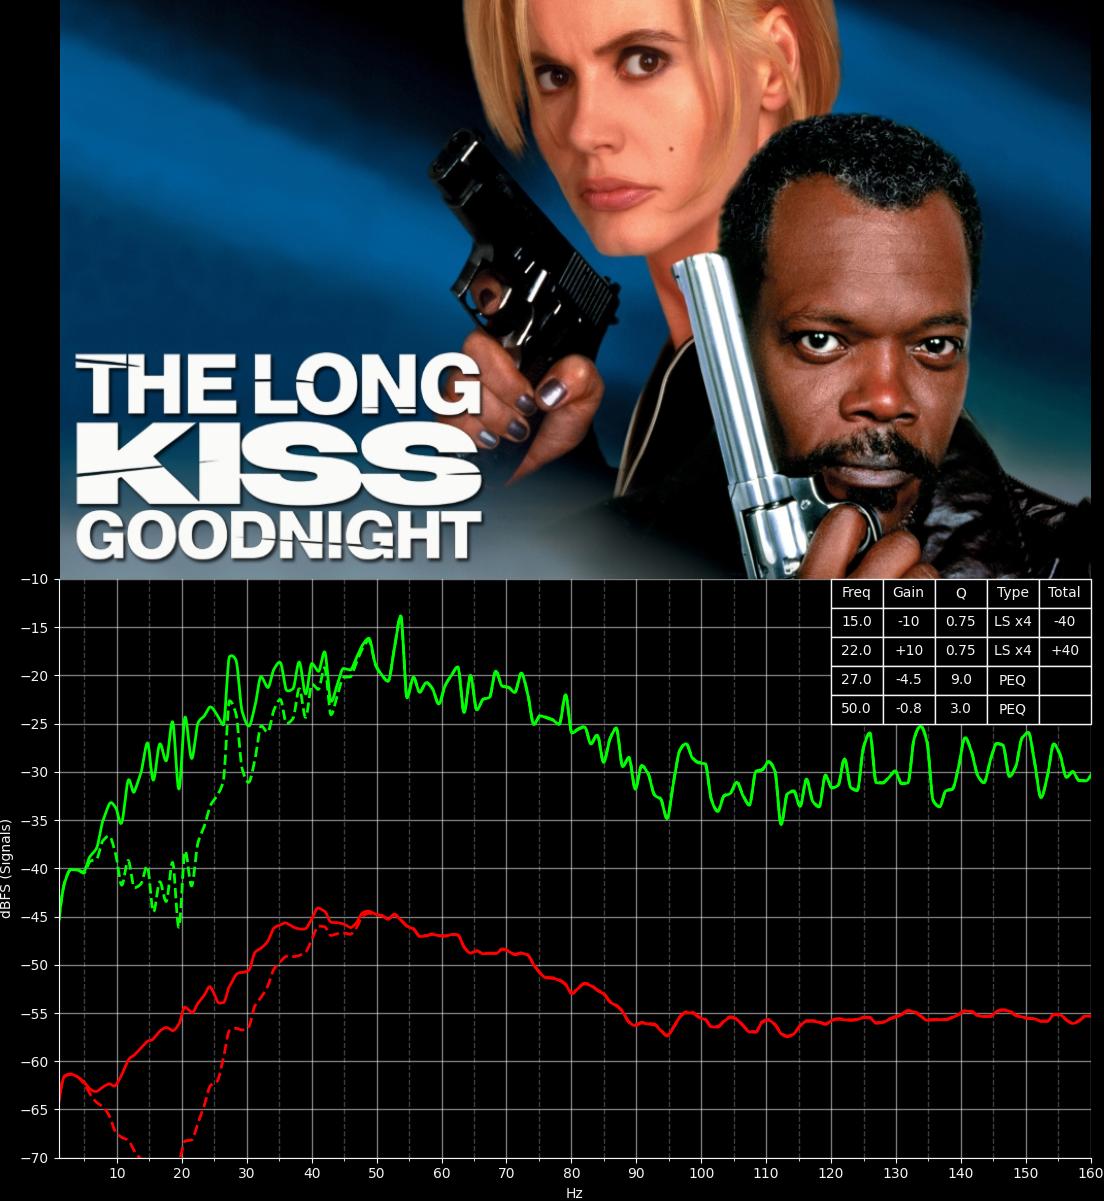 THE LONG
KISS
GOODNIGHT
Freq Gain Q Type Total
15.0 -10 0.75 LS x4 -40
22.0 +10 0.75 LS x4 +40
27.0 -4.5 9.0 PEQ
50.0 -0.8 3.0 PEQ
−10
−15
−20
−25
−30
−35
−40
−45
−50
−55
−60
−65
−70
dBFS (Signals)
10 20 30 40 50 60 70 80 90 100 110 120 130 140 150 160
Hz